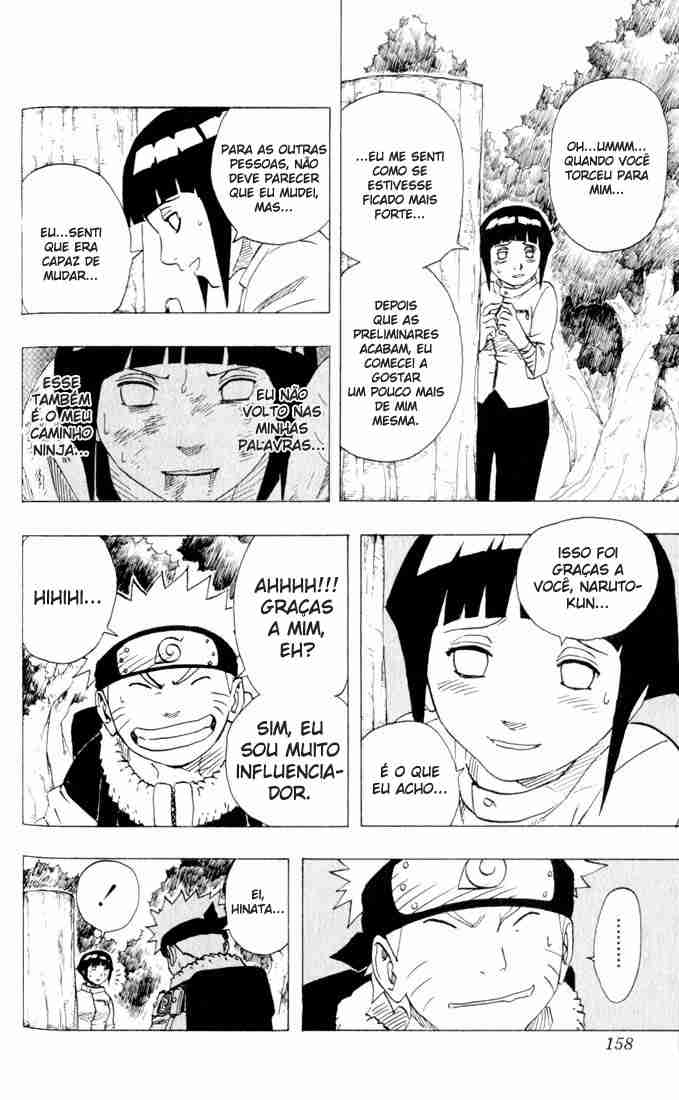 OH...UMMM...
QUANDO VOCÊ
TORCEU PARA
MIM...
...EU ME SENTI
COMO SE
ESTIVESSE
FICADO MAIS
FORTE...
DEPOIS
QUE AS
PRELIMINARES
ACABAM, EU
COMECEI A
GOSTAR
UM POUCO MAIS
DE MIM
MESMA.
PARA AS OUTRAS
PESSOAS, NÃO
DEVE PARECER
QUE EU MUDEI,
MAS...
EU...SENTI
QUE ERA
CAPAZ DE
MUDAR...
EU NÃO
VOLTO NAS
MINHAS
PALAVRAS...
ESSE
TAMBÉM
É O MEU
CAMINHO
NINJA...
ISSO FOI
GRAÇAS A
VOCÊ, NARUTO-
KUN...
É O QUE
EU ACHO...
AHHHH!!!
GRAÇAS
A MIM,
EH?
SIM, EU
SOU MUITO
INFLUENCIA-
DOR.
HIHIHI...
........
EI,
HINATA...
!
158